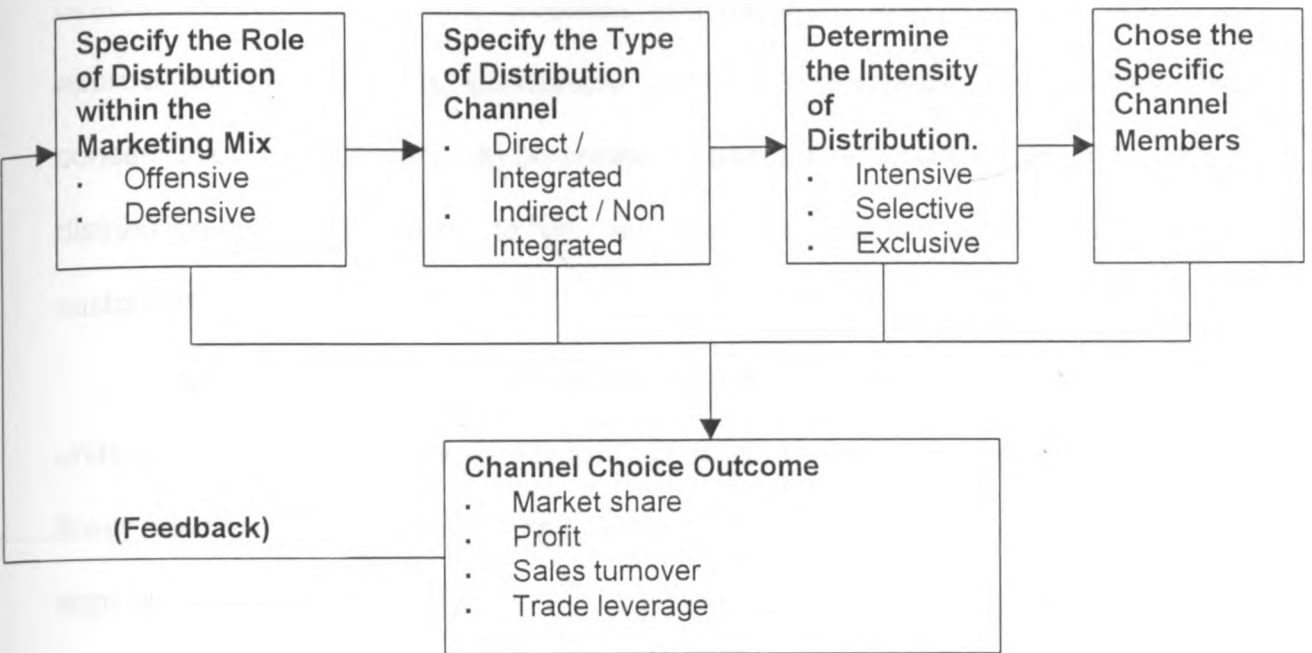 Specify the Role
of Distribution
within the
Marketing Mix
· Offensive
· Defensive
Specify the Type
of Distribution
Channel
· Direct /
Integrated
· Indirect / Non
Integrated
Determine
the Intensity
of
Distribution.
· Intensive
· Selective
· Exclusive
Chose the
Specific
Channel
Members
Channel Choice Outcome
· Market share
· Profit
· Sales turnover
· Trade leverage
(Feedback)